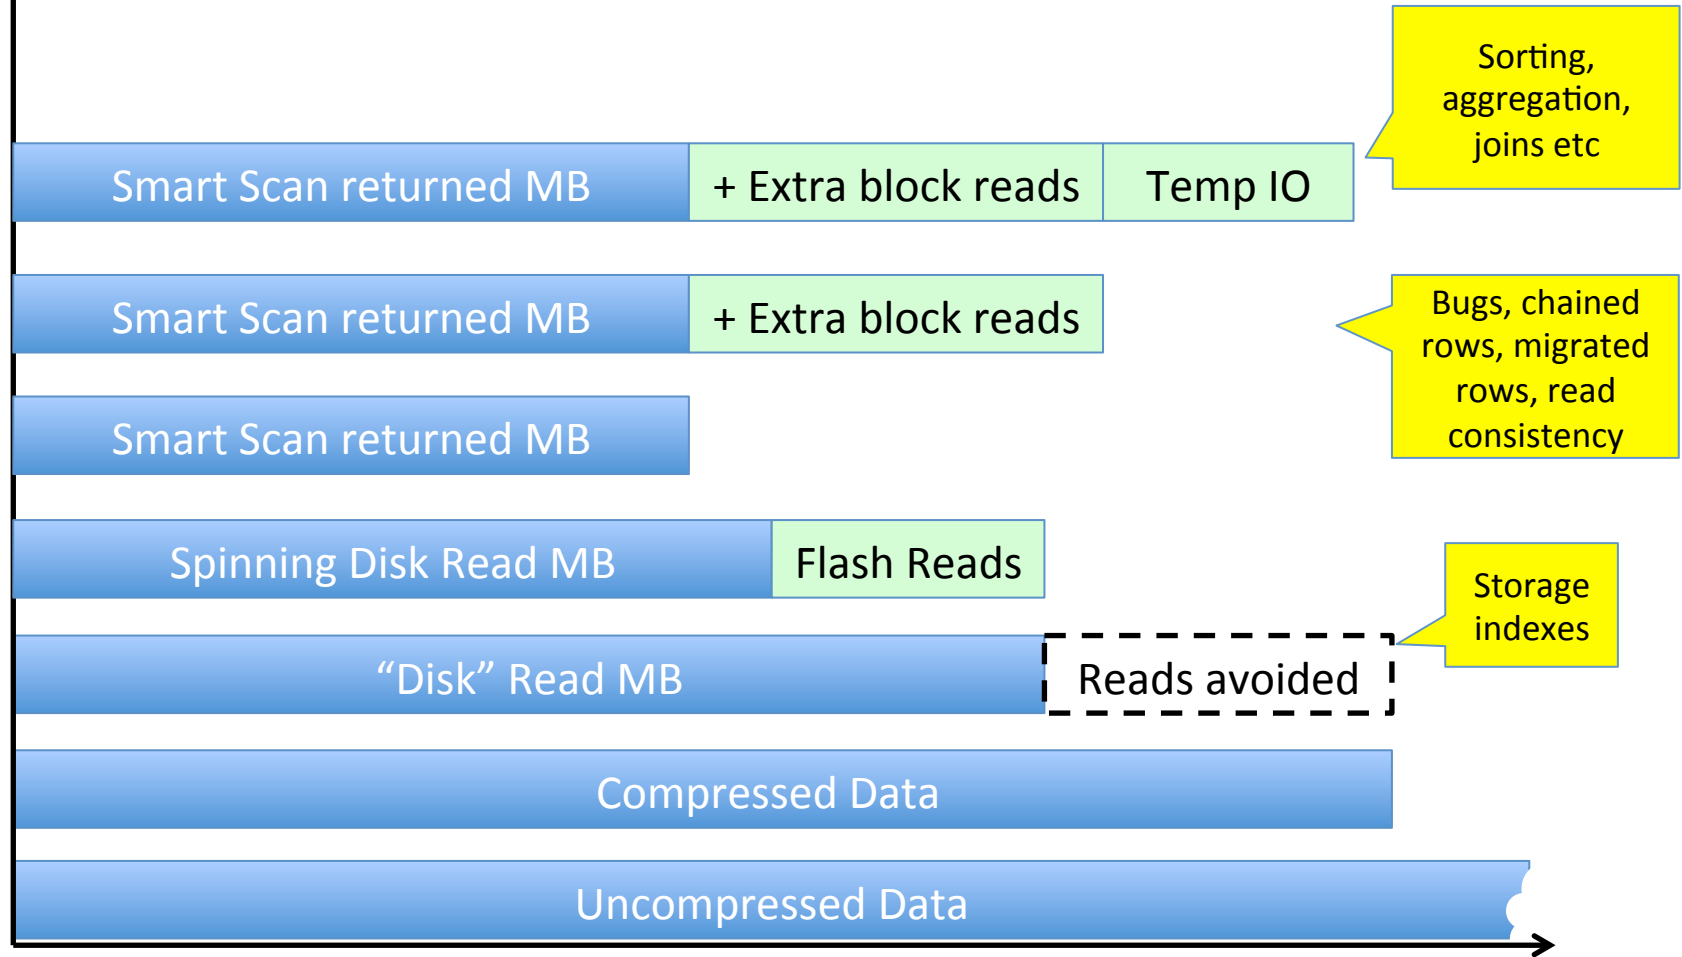 Sorting,
aggregation,
joins etc
Smart Scan returned MB
+ Extra block reads
Temp IO
Smart Scan returned MB
+ Extra block reads
Bugs, chained
rows, migrated
rows, read
consistency
Smart Scan returned MB
Spinning Disk Read MB
Flash Reads
Storage
indexes
“Disk” Read MB
Reads avoided
Compressed Data
Uncompressed Data